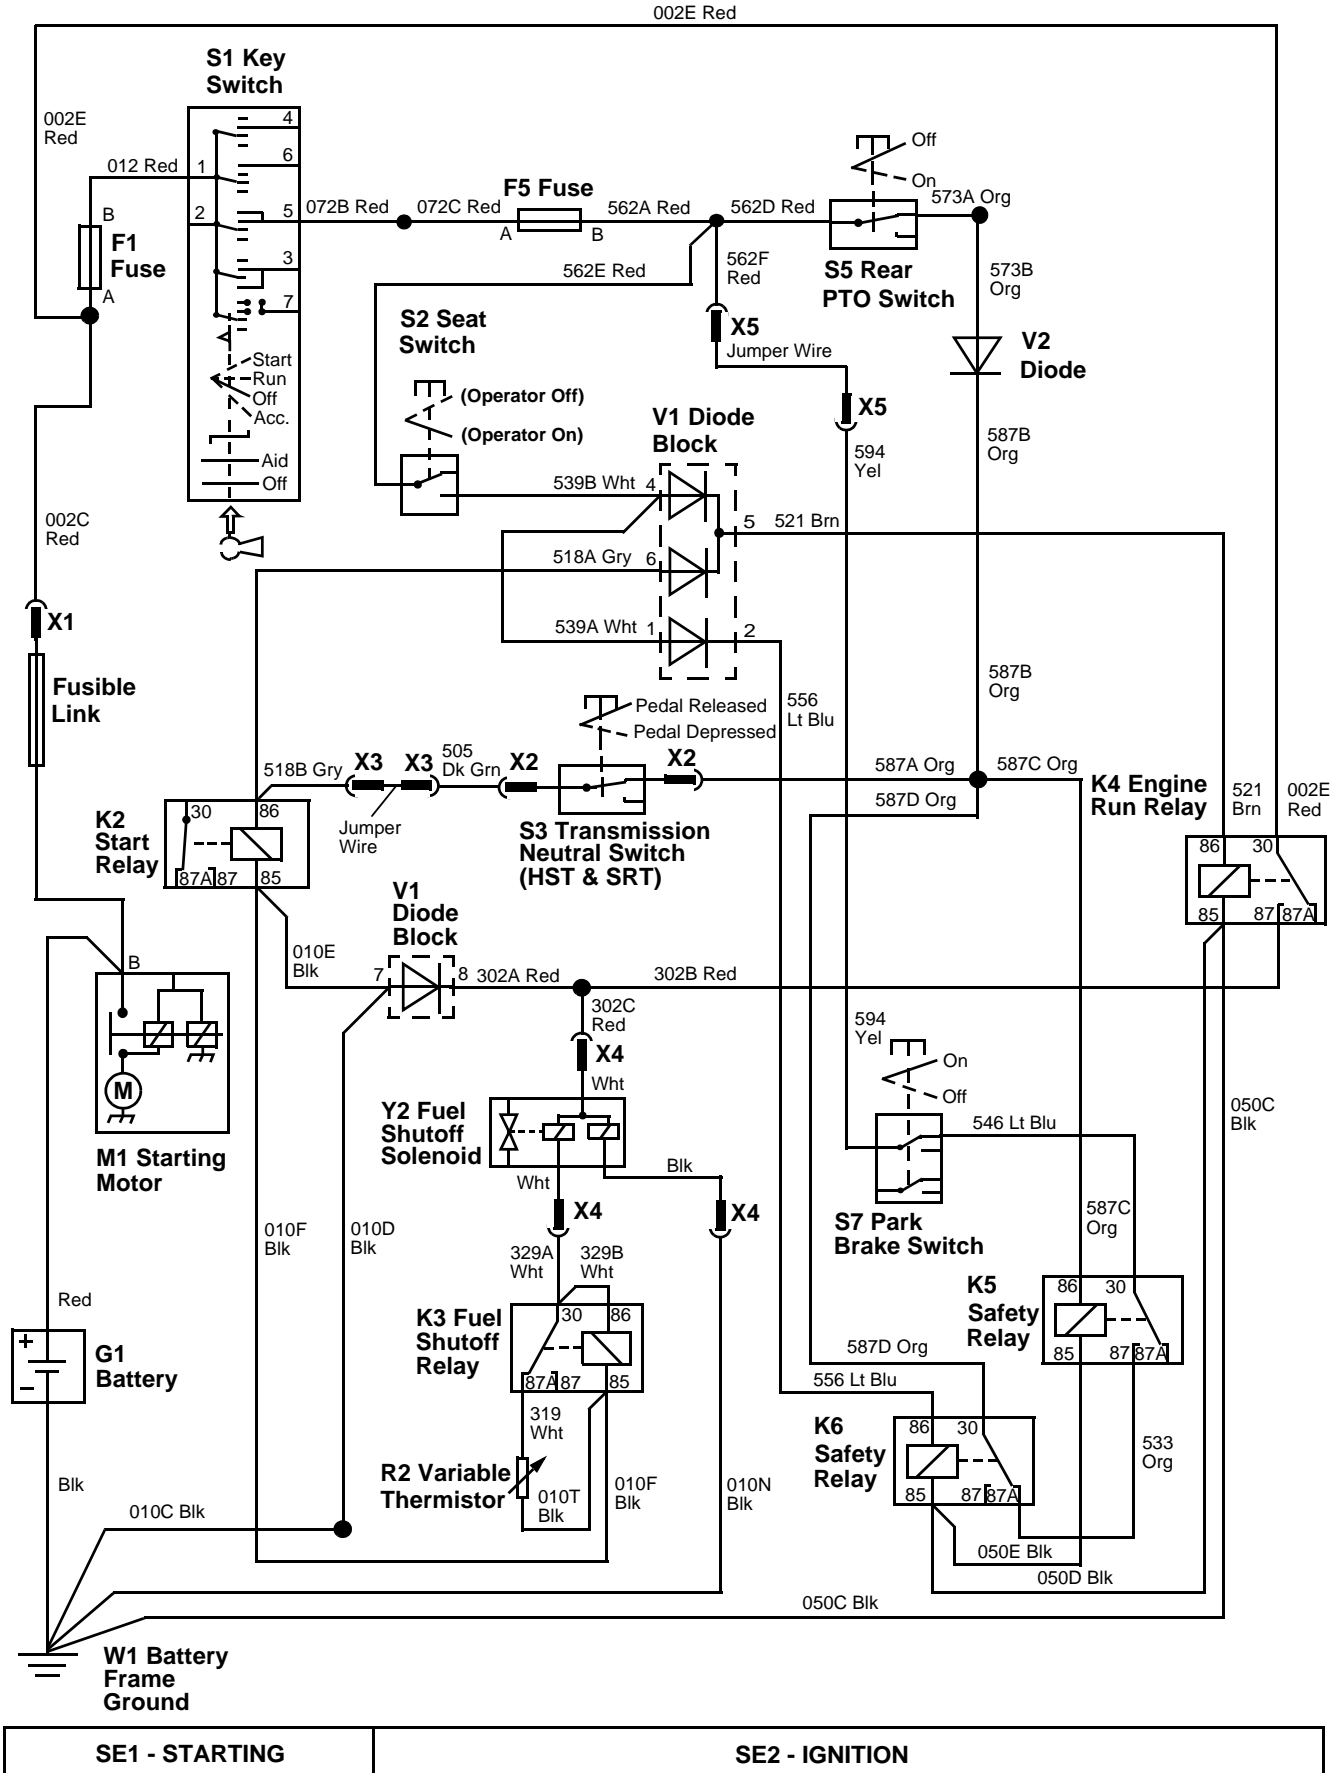 002E Red
S1 Key
Switch
002E
Red
012 Red
1
2
4
6
5
3
7
B
F1
Fuse
A
Start
Run
Off
Acc.
Aid
Off
072B Red
072C Red
F5 Fuse
A
B
562A Red
562D Red
562E Red
562F
Red
X5
Jumper Wire
X5
594
Yel
Off
On
573A Org
S5 Rear
PTO Switch
573B
Org
V2
Diode
587B
Org
S2 Seat
Switch
(Operator Off)
(Operator On)
V1 Diode
Block
539B Wht
4
5
521 Brn
518A Gry
6
539A Wht
1
2
002C
Red
X1
Fusible
Link
556
Lt Blu
587B
Org
Pedal Released
Pedal Depressed
518B Gry
X3
X3
505
Dk Grn
X2
X2
587A Org
587C Org
587D Org
Jumper
Wire
S3 Transmission
Neutral Switch
(HST & SRT)
K2
Start
Relay
30
86
87A
87
85
K4 Engine
Run Relay
521
Brn
002E
Red
86
30
85
87
87A
V1
Diode
Block
010E
Blk
7
8
302A Red
302B Red
302C
Red
X4
Wht
B
M
M1 Starting
Motor
Y2 Fuel
Shutoff
Solenoid
Wht
Blk
X4
X4
594
Yel
On
Off
546 Lt Blu
S7 Park
Brake Switch
587C
Org
050C
Blk
010F
Blk
010D
Blk
329A
Wht
329B
Wht
K3 Fuel
Shutoff
Relay
30
86
87A
87
85
K5
Safety
Relay
86
30
85
87
87A
Red
+
−
G1
Battery
587D Org
556 Lt Blu
319
Wht
R2 Variable
Thermistor
010T
Blk
010F
Blk
010N
Blk
K6
Safety
Relay
86
30
85
87
87A
533
Org
Blk
010C Blk
050E Blk
050D Blk
050C Blk
W1 Battery
Frame
Ground
SE1 - STARTING
SE2 - IGNITION